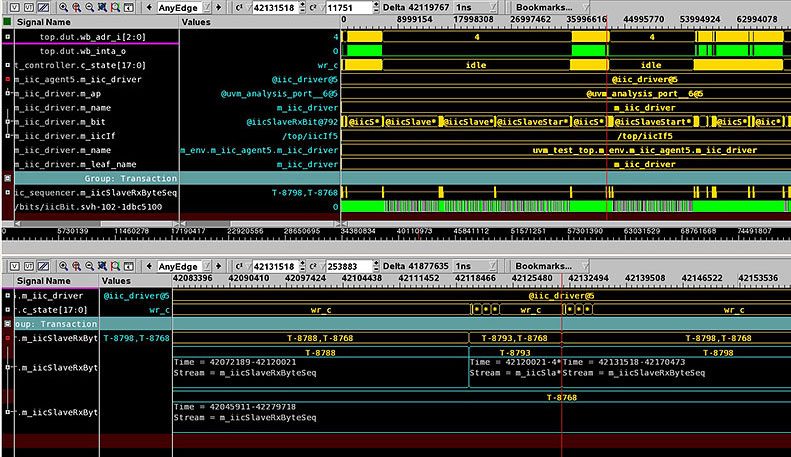 AnyEdge 42131518 11751 Delta 42119767 1ns Bookmarks...
Signal Name Values 0 8999154 17998308 26997462 35996616 44995770 53994924 62994078
top.dut.wb_adr_i[2:0] 4 4 4
top.dut.wb_inta_o 0
t_controller.c_state[17:0] wr_c idle idle
m_iic_agent5.m_iic_driver @iic_driver@5 @iic_driver@5
m_iic_driver.m_ap @uvm_analysis_port__6@5 @uvm_analysis_port__6@5
m_iic_driver.m_name m_iic_driver m_iic_driver
m_iic_driver.m_bit @iicSlaveRxBit@792 @iicS* @iicSlave* @iicSlave* @iicSlaveStar* @iicS* @iicSlaveStart* @iicS* @iic*
m_iic_driver.m_iicIf /top/iicIf5 /top/iicIf5
m_iic_driver.m_name m_env.m_iic_agent5.m_iic_driver uvm_test_top.m_env.m_iic_agent5.m_iic_driver
m_iic_driver.m_leaf_name m_iic_driver m_iic_driver
Group: Transaction
ic_sequencer.m_iicSlaveRxByteSeq T-8798,T-8768
/bits/iicBit.svh-102-1dbc5100 0
0 5730139 11460278 17190417 22920556 28650695 34380834 40110973 45841112 51571251 57301390 63031529 68761668 74491807
AnyEdge 42131518 253883 Delta 41877635 1ns Bookmarks...
Signal Name Values 42083396 42090410 42097424 42104438 42111452 42118466 42125480 42132494 42139508 42146522 42153536
.m_iic_driver @iic_driver@5 @iic_driver@5
r.c_state[17:0] wr_c wr_c * * * wr_c * * * wr_c
oup: Transaction
r.m_iicSlaveRxByt T-8798,T-8768 T-8788,T-8768 T-8793,T-8768 T-8798,T-8768
T-8788 T-8793 T-8798
r.m_iicSlaveRxByt Time = 42072189-42120021 Time = 42120021-4* Time = 42131518-42170473
Stream = m_iicSlaveRxByteSeq Stream = m_iicSla* Stream = m_iicSlaveRxByteSeq
T-8768
r.m_iicSlaveRxByt Time = 42045911-42279718
Stream = m_iicSlaveRxByteSeq